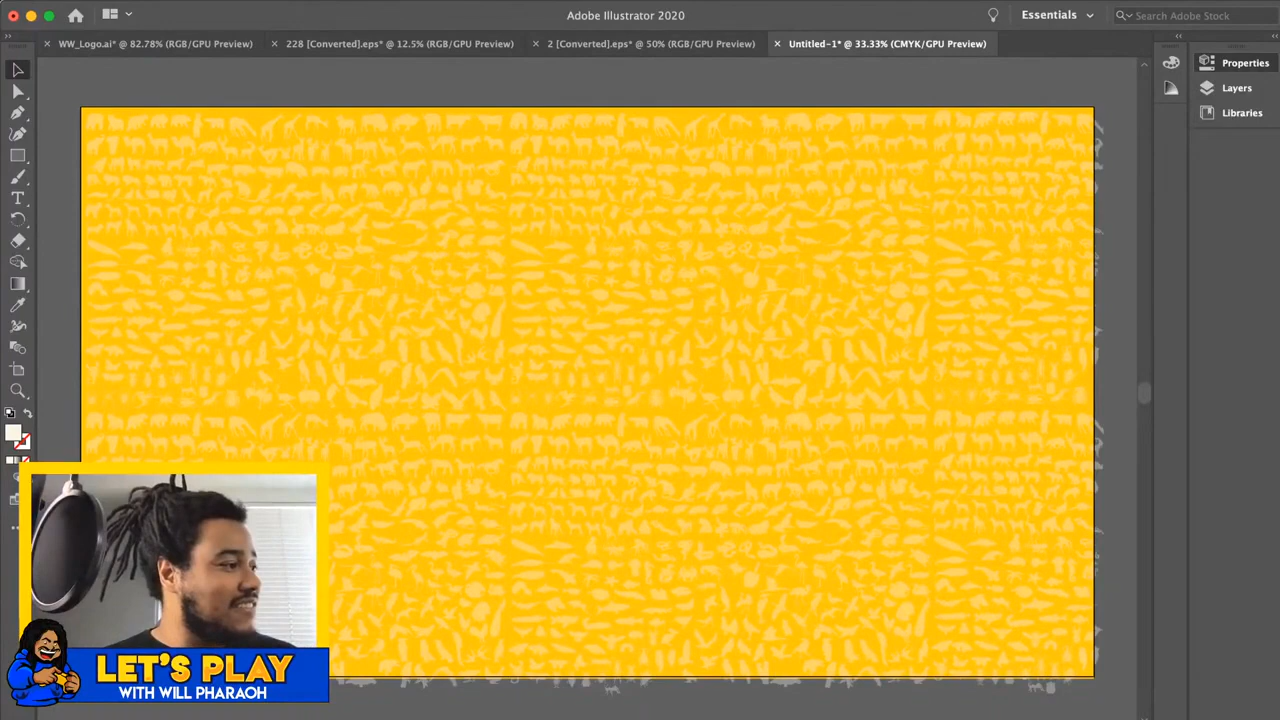 Adobe Illustrator 2020
Essentials
Search Adobe Stock
WW_Logo.ai* @ 82.78% (RGB/GPU Preview)
228 [Converted].eps* @ 12.5% (RGB/GPU Preview)
2 [Converted].eps* @ 50% (RGB/GPU Preview)
Untitled-1* @ 33.33% (CMYK/GPU Preview)
Properties
Layers
Libraries
LET'S PLAY
WITH WILL PHARAOH